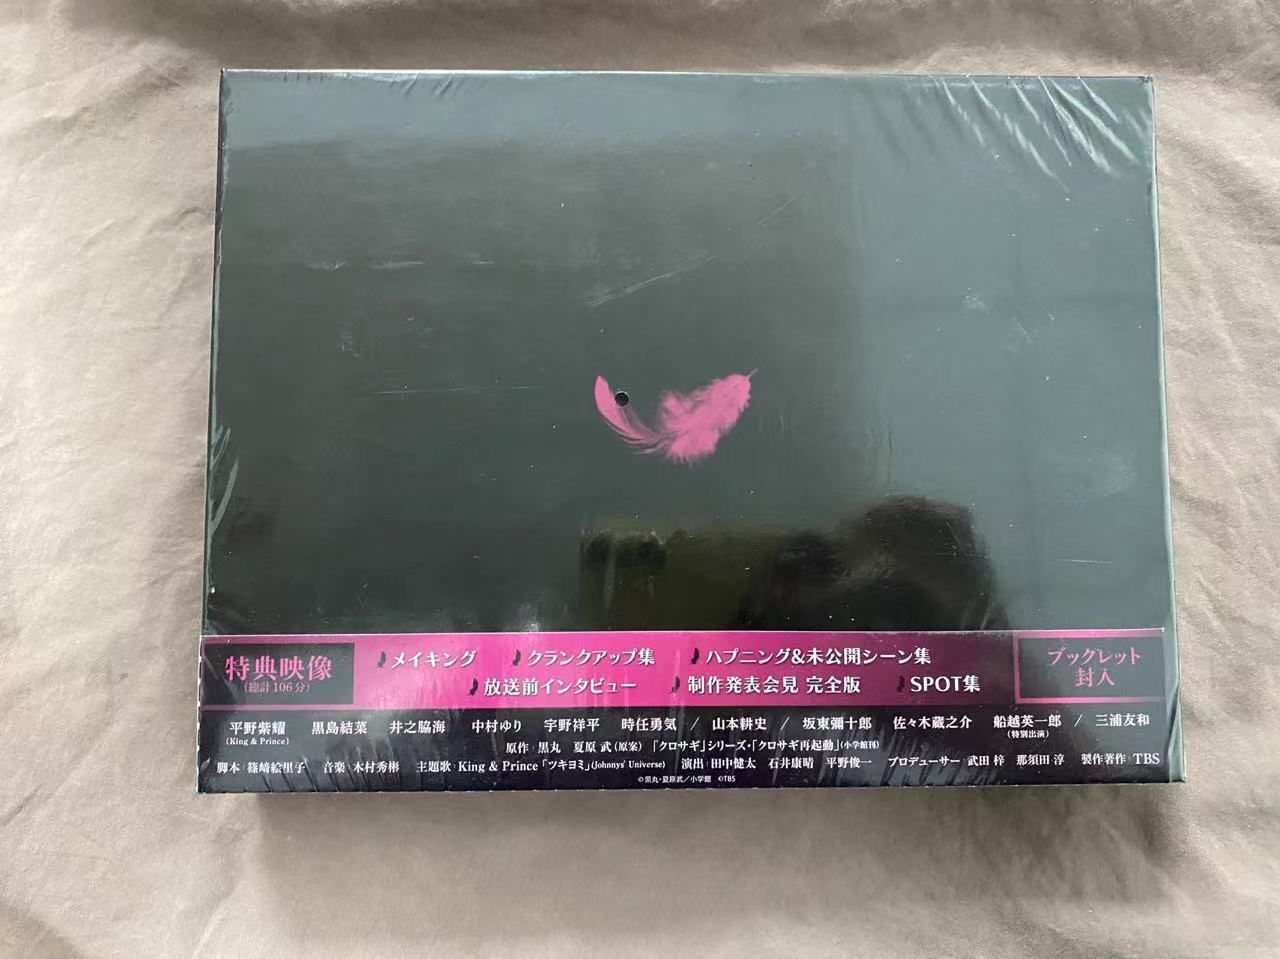 特典映像
(総計106分)
メイキング クランクアップ集 ハプニング&未公開シーン集
放送前インタビュー 制作発表会見 完全版 SPOT集
ブックレット
封入
平野紫耀 黒島結菜 井之脇海 中村ゆり 宇野祥平 時任勇気 / 山本耕史 / 坂東彌十郎 佐々木蔵之介 船越英一郎 / 三浦友和
(King & Prince) (特別出演)
原作:黒丸 夏原 武(原案) 「クロサギ」シリーズ・「クロサギ再起動」(小学館刊)
脚本:篠﨑絵里子 音楽:木村秀彬 主題歌:King & Prince「ツキヨミ」(Johnnys' Universe) 演出:田中健太 石井康晴 平野俊一 プロデューサー:武田 梓 那須田 淳 製作著作:TBS
©黒丸・夏原武/小学館 ©TBS